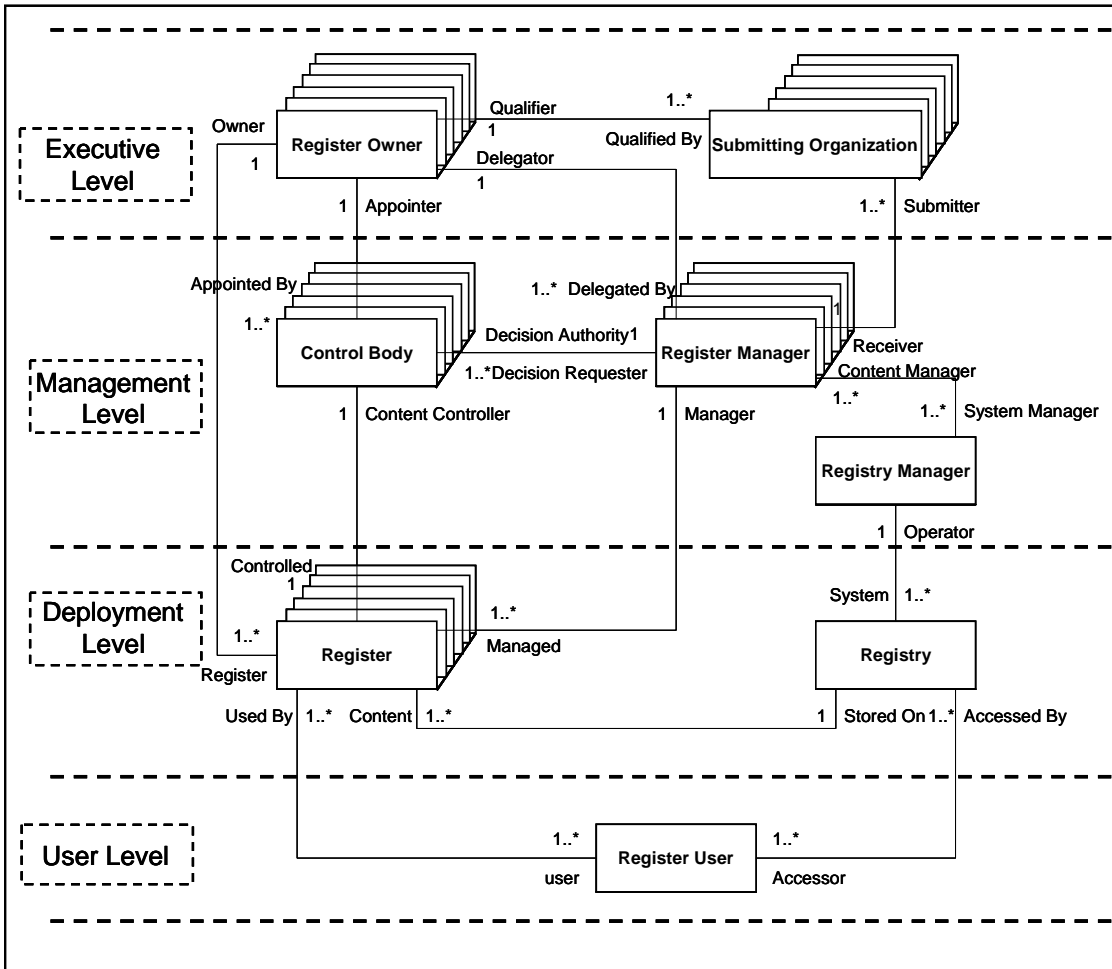 Executive
Level
Owner
1
Register Owner
Qualifier
1
1..*
Qualified By
Submitting Organization
Delegator
1
1
Appointer
1..*
Submitter
Management
Level
Appointed By
1..*
Control Body
1..*
Delegated By
1
Decision Authority
1
1..*
Decision Requester
Register Manager
Receiver
Content Manager
1..*
1..*
System Manager
1
Content Controller
1
Manager
Registry Manager
1
Operator
Deployment
Level
Controlled
1
1..*
Register
Register
1..*
Managed
System
1..*
Registry
Used By
1..*
Content
1..*
1
Stored On
1..*
Accessed By
User Level
1..*
user
Register User
1..*
Accessor